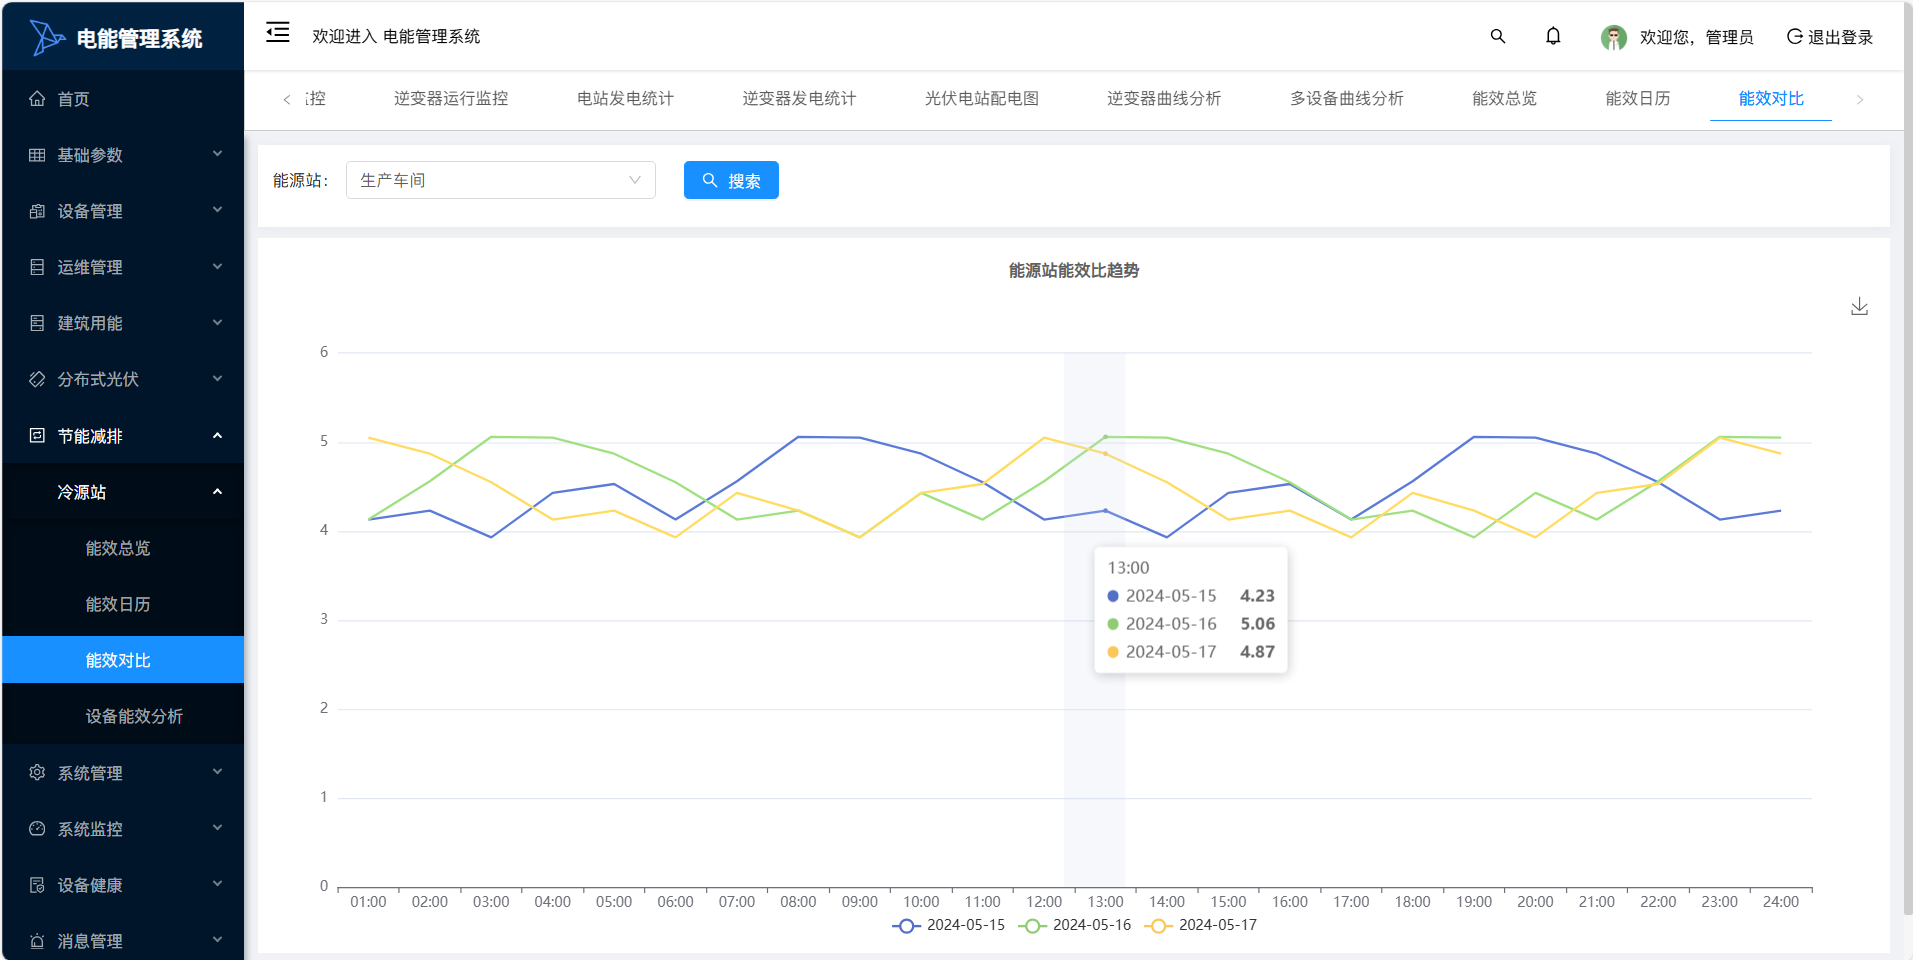 电能管理系统
欢迎进入 电能管理系统
欢迎您，管理员
退出登录
首页
基础参数
设备管理
运维管理
建筑用能
分布式光伏
节能减排
冷源站
能效总览
能效日历
能效对比
设备能效分析
系统管理
系统监控
设备健康
消息管理
控
逆变器运行监控
电站发电统计
逆变器发电统计
光伏电站配电图
逆变器曲线分析
多设备曲线分析
能效总览
能效日历
能效对比
能源站：
生产车间
搜索
能源站能效比趋势
6
5
4
3
2
1
0
13:00
2024-05-15 4.23
2024-05-16 5.06
2024-05-17 4.87
01:00 02:00 03:00 04:00 05:00 06:00 07:00 08:00 09:00 10:00 11:00 12:00 13:00 14:00 15:00 16:00 17:00 18:00 19:00 20:00 21:00 22:00 23:00 24:00
2024-05-15 2024-05-16 2024-05-17